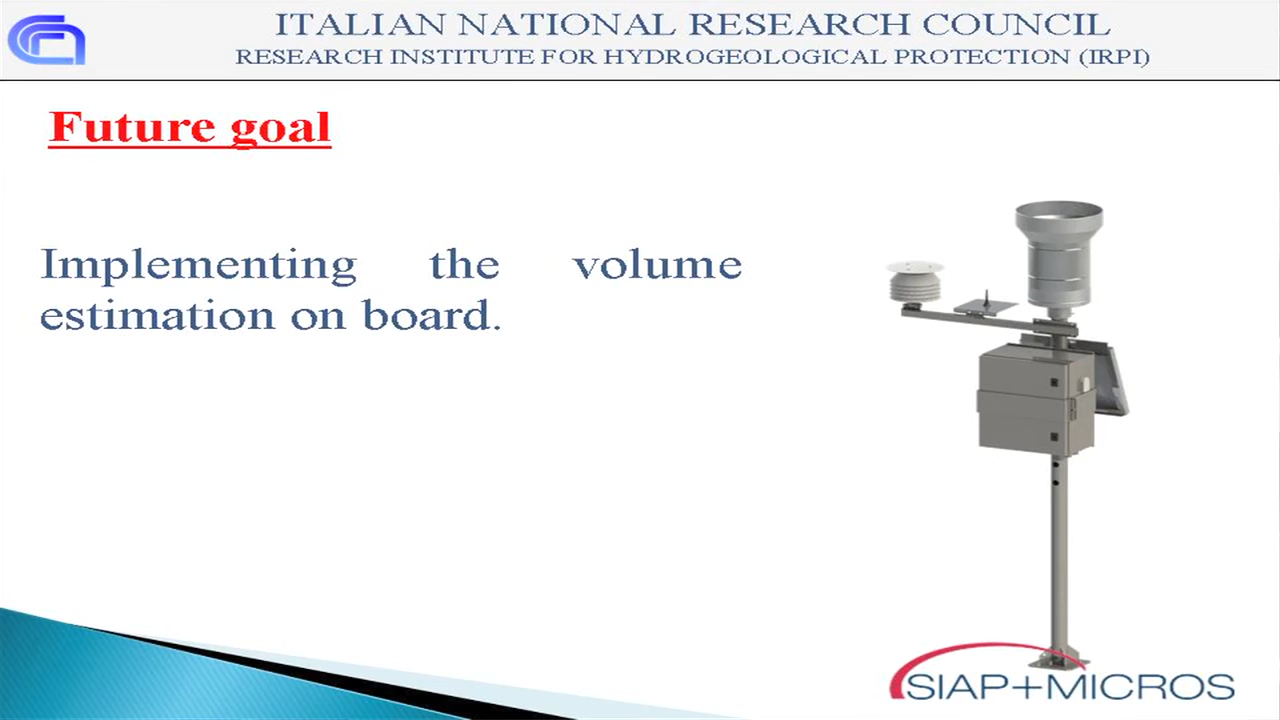 ITALIAN NATIONAL RESEARCH COUNCIL
RESEARCH INSTITUTE FOR HYDROGEOLOGICAL PROTECTION (IRPI)
Future goal
Implementing the volume
estimation on board.
SIAP+MICROS